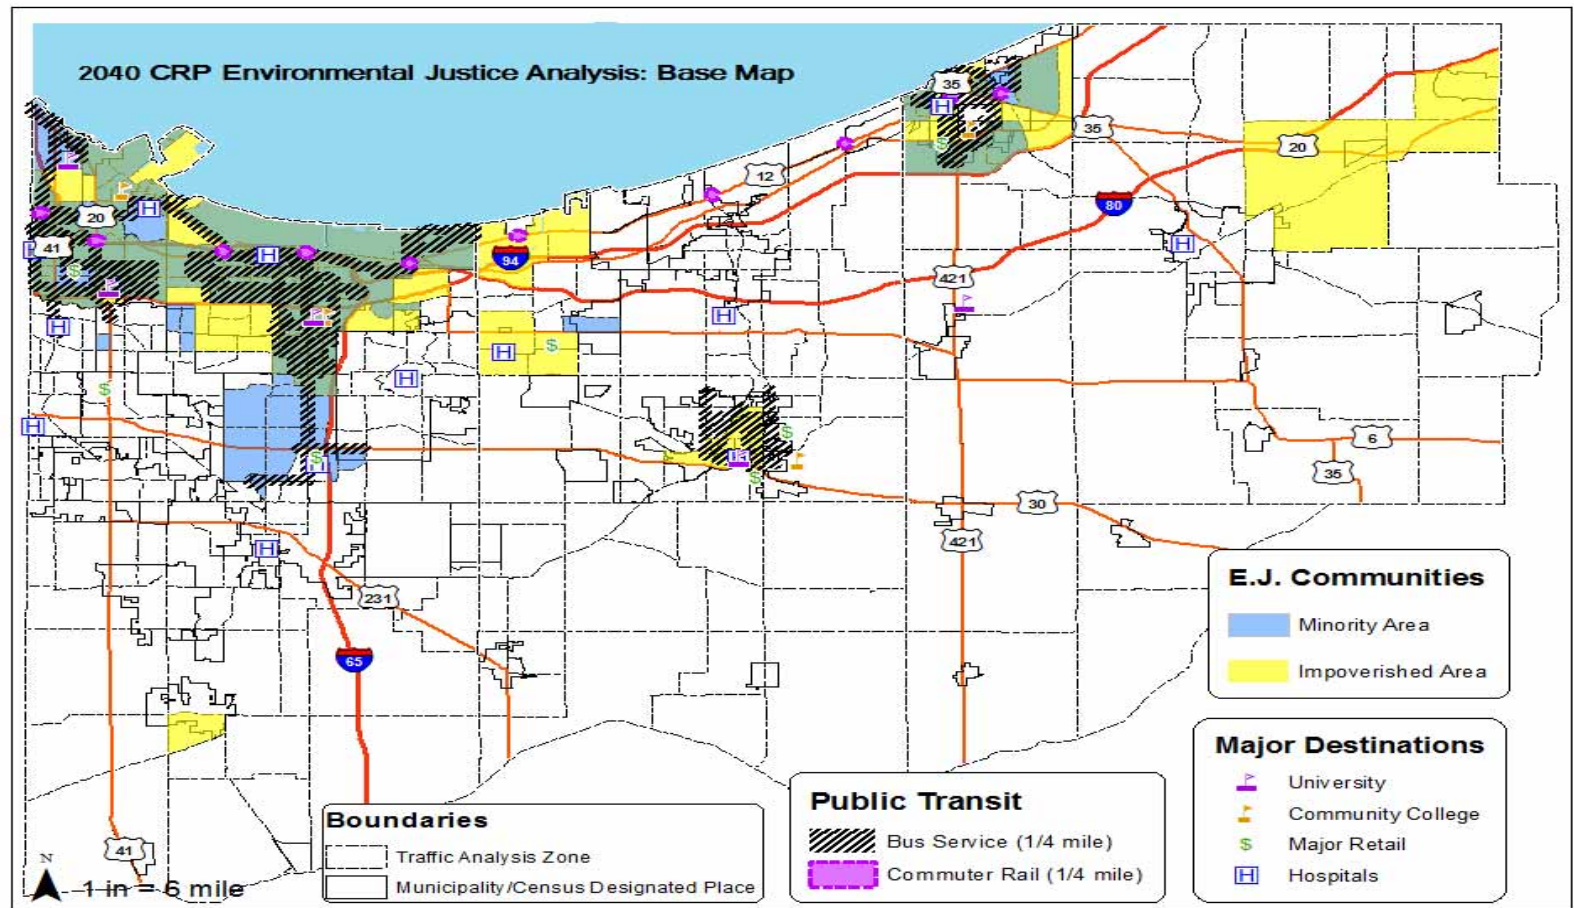 2040 CRP Environmental Justice Analysis: Base Map
35
H
$
12
35
20
20
H
41
H
H
$
94
80
H
421
H
H
H
$
H
$
H
$
$
H
H
$
6
35
30
421
H
231
65
41
N
1 in = 6 mile
E.J. Communities
Minority Area
Impoverished Area
Major Destinations
University
Community College
$ Major Retail
H Hospitals
Public Transit
Bus Service (1/4 mile)
Commuter Rail (1/4 mile)
Boundaries
Traffic Analysis Zone
Municipality/Census Designated Place